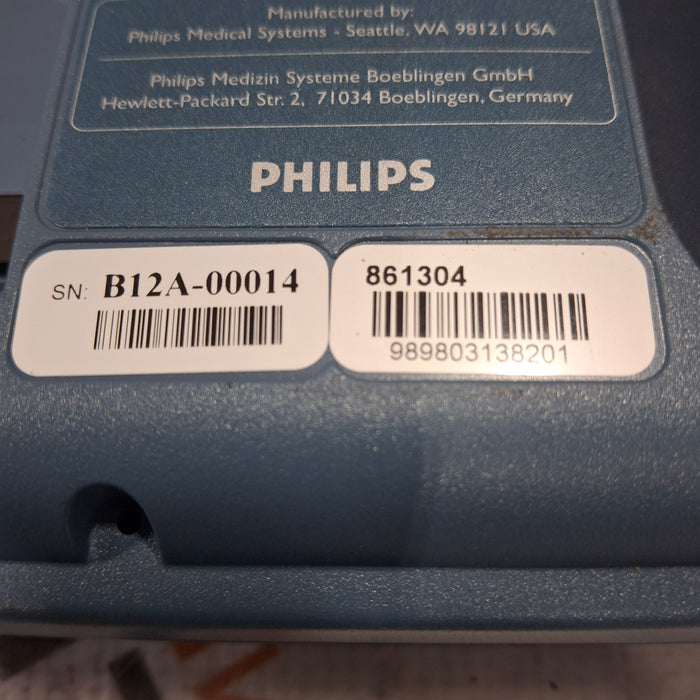 Manufactured by:
Philips Medical Systems - Seattle, WA 98121 USA
Philips Medizin Systeme Boeblingen GmbH
Hewlett-Packard Str. 2, 71034 Boeblingen, Germany
PHILIPS
SN: B12A-00014
861304
989803138201